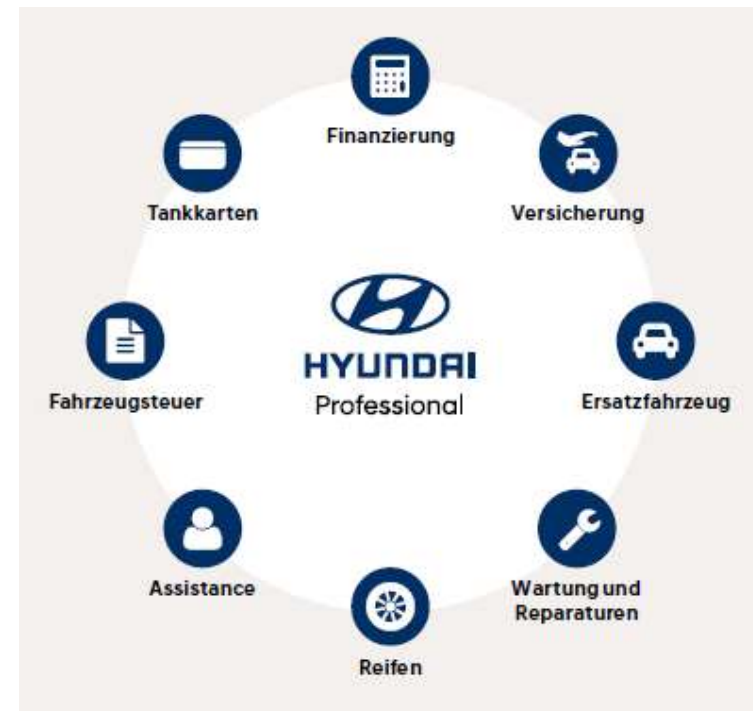 Finanzierung
Tankkarten
Versicherung
HYUNDAI
Professional
Fahrzeugsteuer
Ersatzfahrzeug
Assistance
Wartung und
Reparaturen
Reifen